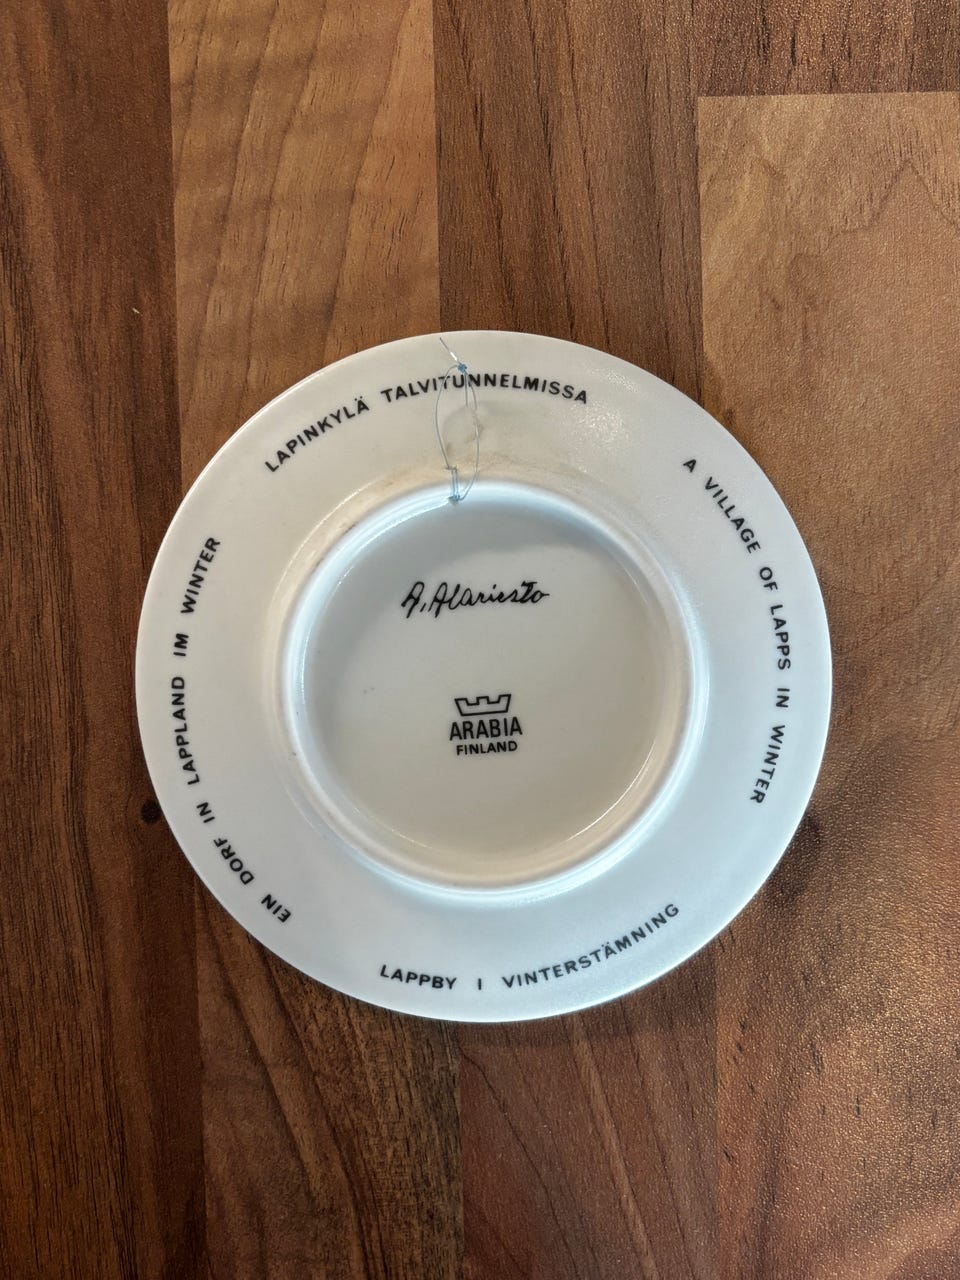 LAPINKYLÄ TALVITUNNELMISSA
A VILLAGE OF LAPPS IN WINTER
LAPPBY I VINTERSTÄMNING
EIN DORF IN LAPPLAND IM WINTER
A. Alariesto
ARABIA
FINLAND